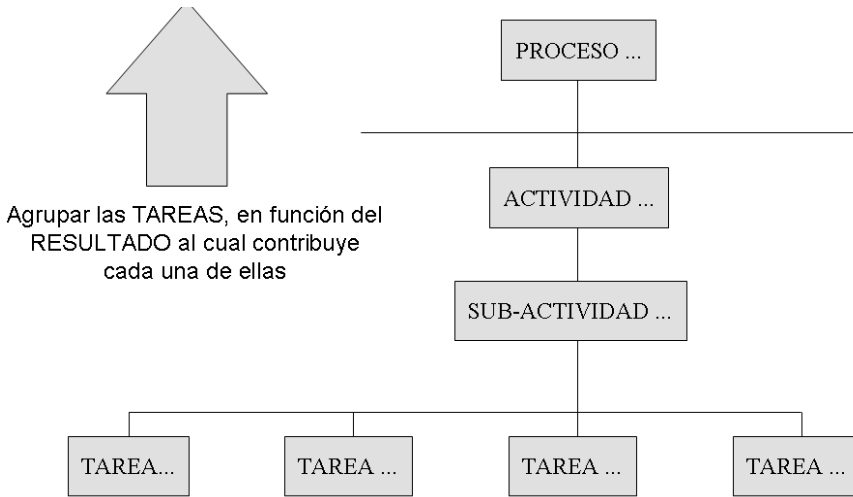 PROCESO ...
ACTIVIDAD ...
Agrupar las TAREAS, en función del
RESULTADO al cual contribuye
cada una de ellas
SUB-ACTIVIDAD ...
TAREA...
TAREA ...
TAREA ...
TAREA ...